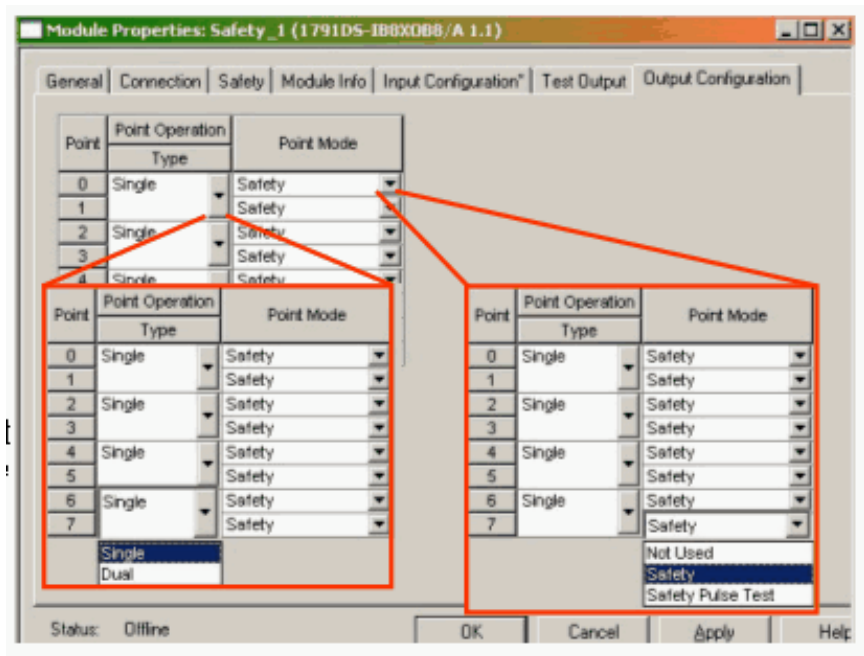 Module Properties: Safety_1 (1791DS-IB8XOB8/A 1.1)
General Connection Safety Module Info Input Configuration* Test Output Output Configuration
Point Point Operation Point Mode
Type
0 Single Safety
1 Safety
2 Single Safety
3 Safety
4 Single Safety
Point Point Operation Point Mode
Type
0 Single Safety
1 Safety
2 Single Safety
3 Safety
4 Single Safety
5 Safety
6 Single Safety
7 Safety
Single
Dual
Point Point Operation Point Mode
Type
0 Single Safety
1 Safety
2 Single Safety
3 Safety
4 Single Safety
5 Safety
6 Single Safety
7 Safety
Not Used
Safety
Safety Pulse Test
Status: Offline
OK Cancel Apply Help